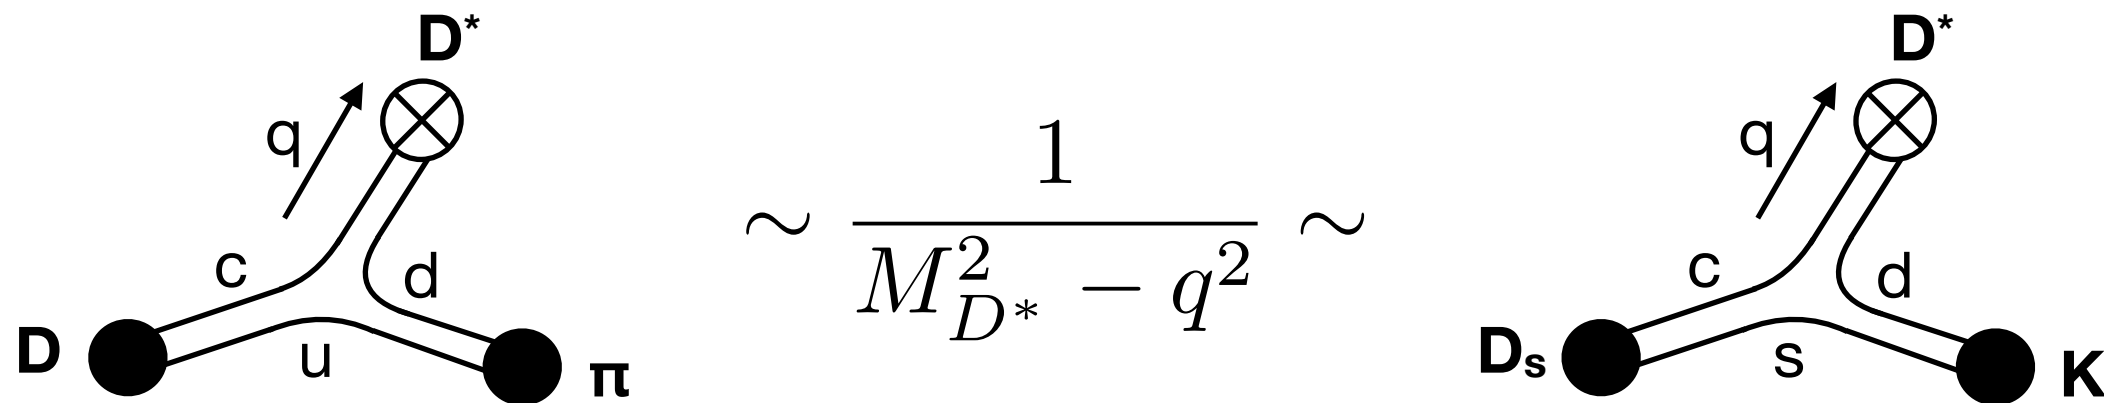 D*
q
c
d
D
u
π
∼ 1 / (M²_{D*} − q²) ∼
D*
q
c
d
Dₛ
s
K